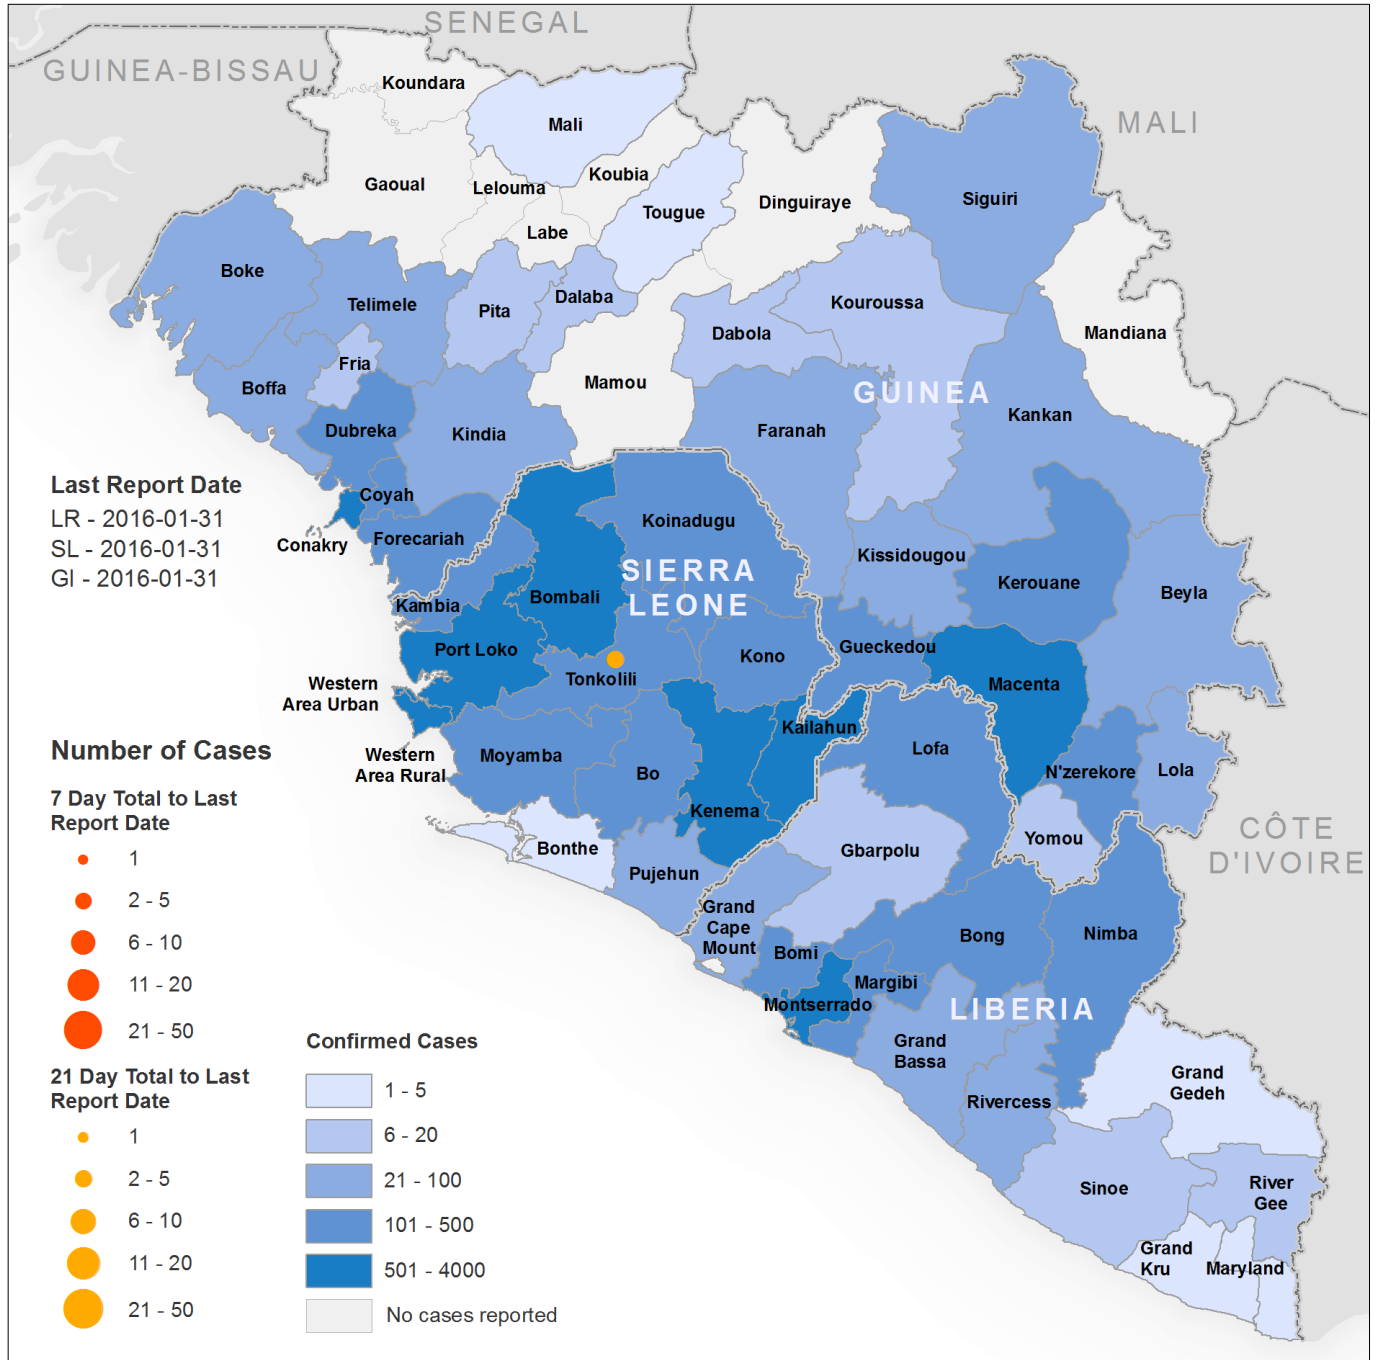 SENEGAL
GUINEA-BISSAU
Koundara
Mali
MALI
Gaoual
Lelouma
Koubia
Tougue
Dinguiraye
Siguiri
Labe
Boke
Telimele
Pita
Dalaba
Kouroussa
Dabola
Mandiana
Fria
Boffa
Mamou
GUINEA
Kankan
Dubreka
Kindia
Faranah
Last Report Date
LR - 2016-01-31
SL - 2016-01-31
GI - 2016-01-31
Coyah
Conakry
Forecariah
Koinadugu
Kissidougou
SIERRA
LEONE
Kerouane
Beyla
Kambia
Bombali
Port Loko
Tonkolili
Kono
Gueckedou
Macenta
Western
Area Urban
Western
Area Rural
Moyamba
Bo
Kailahun
Lofa
N'zerekore
Lola
Kenema
Bonthe
Pujehun
Gbarpolu
Yomou
CÔTE
D'IVOIRE
Grand
Cape
Mount
Bomi
Bong
Nimba
Margibi
Montserrado
LIBERIA
Grand
Bassa
Rivercess
Grand
Gedeh
Sinoe
River
Gee
Grand
Kru
Maryland
Number of Cases
7 Day Total to Last
Report Date
1
2 - 5
6 - 10
11 - 20
21 - 50
21 Day Total to Last
Report Date
1
2 - 5
6 - 10
11 - 20
21 - 50
Confirmed Cases
1 - 5
6 - 20
21 - 100
101 - 500
501 - 4000
No cases reported